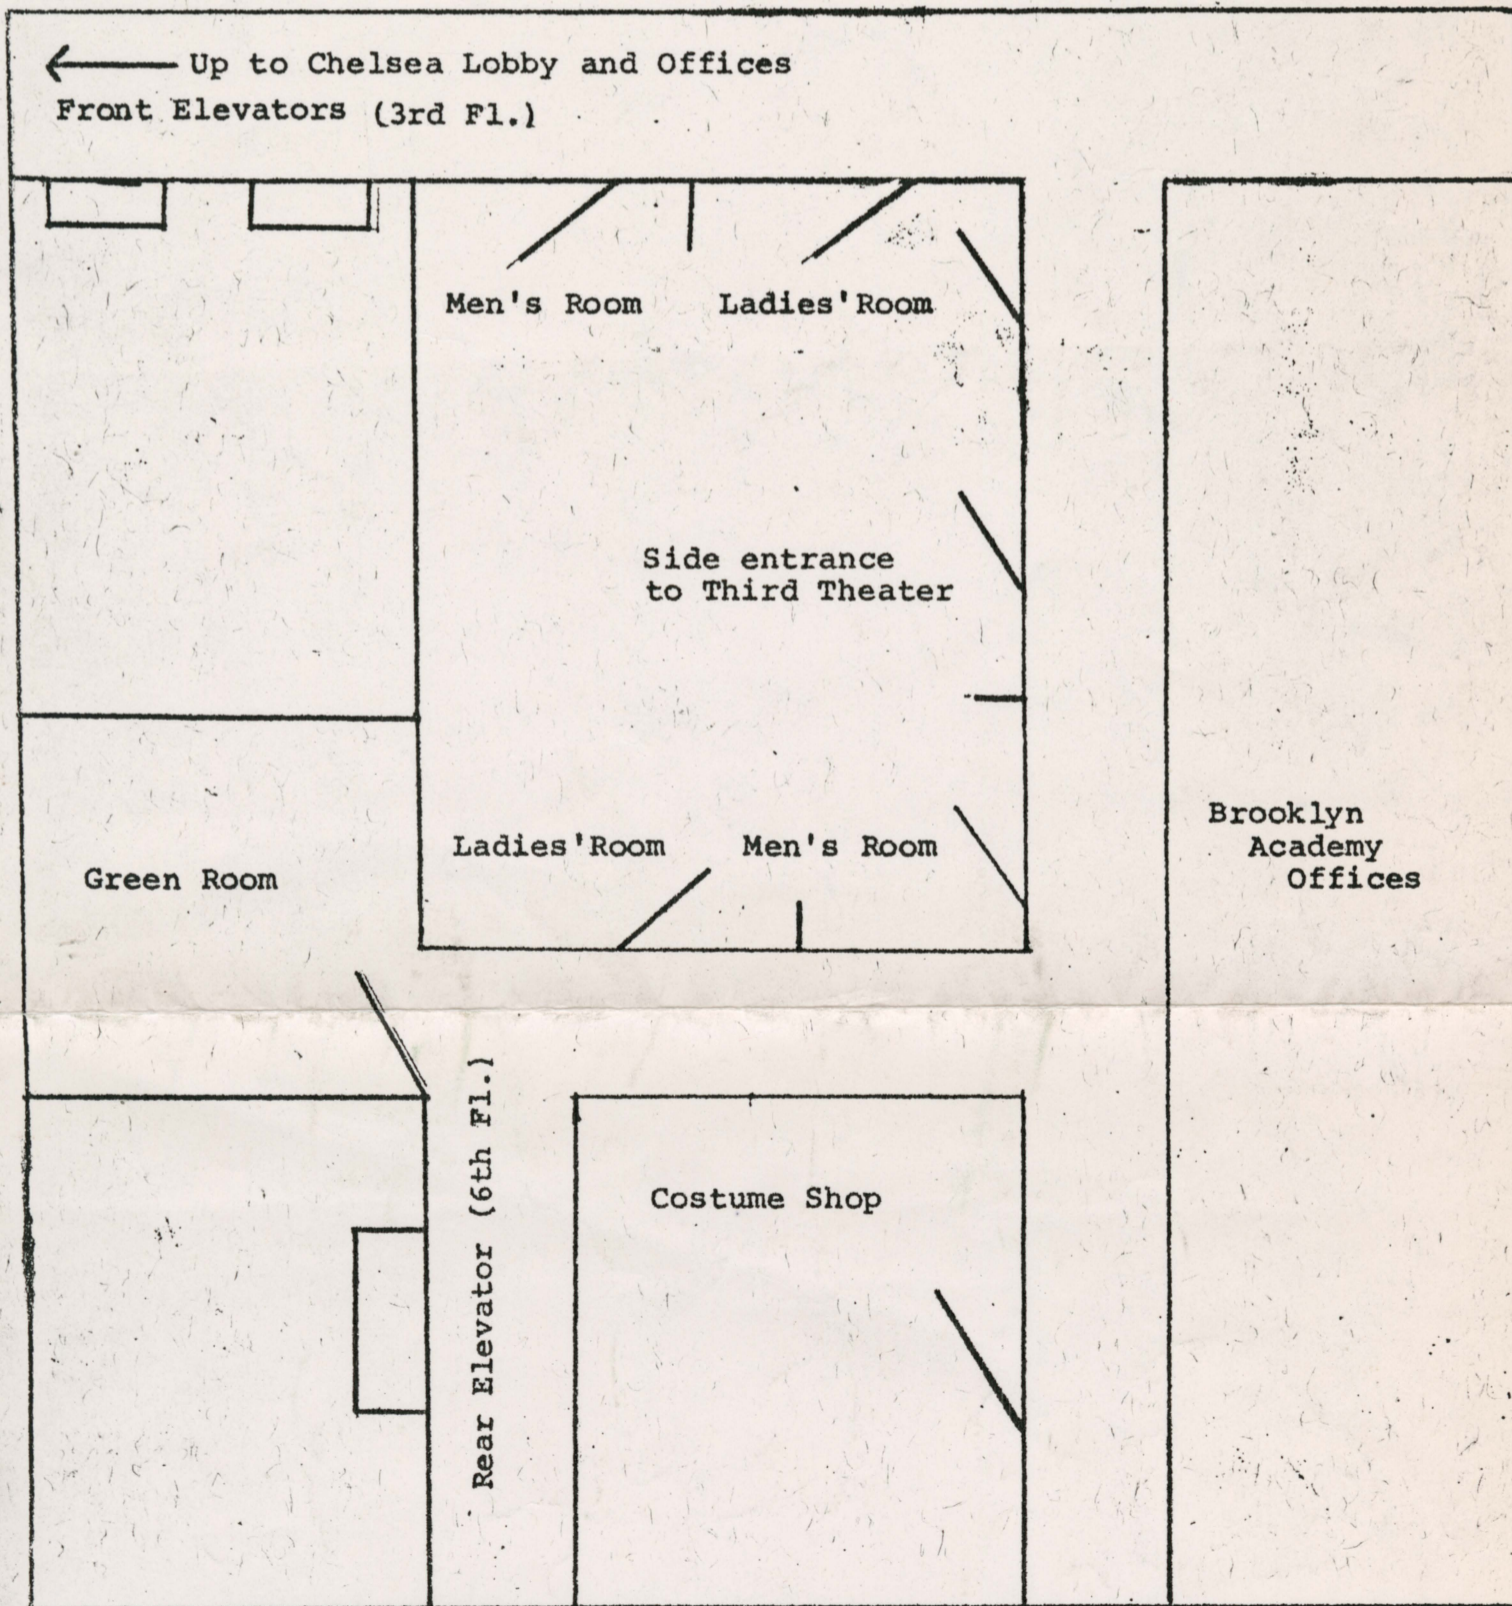 Up to Chelsea Lobby and Offices
Front Elevators (3rd Fl.)
Men's Room
Ladies'Room
Side entrance
to Third Theater
Ladies'Room
Men's Room
Green Room
Brooklyn
Academy
Offices
Rear Elevator (6th Fl.)
Costume Shop